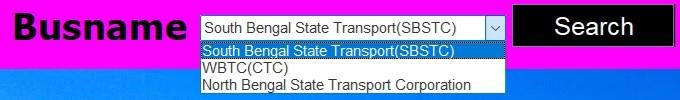 Busname South Bengal State Transport(SBSTC) Search
South Bengal State Transport(SBSTC)
WBTC(CTC)
North Bengal State Transport Corporation